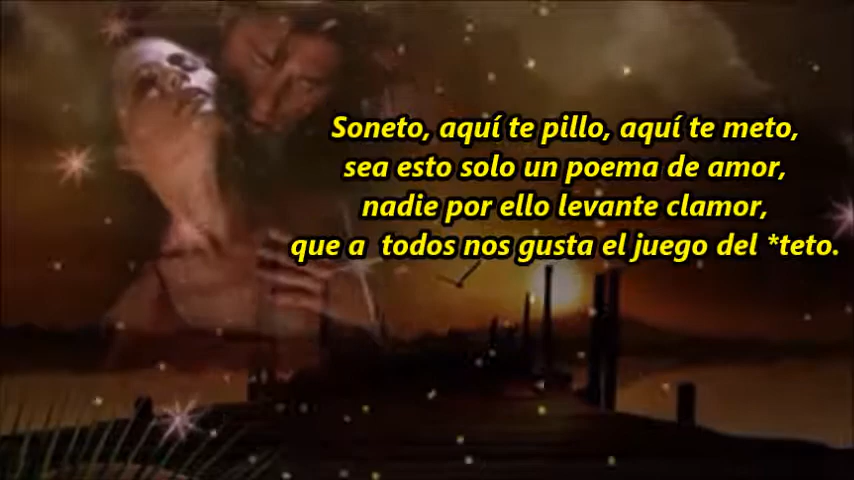 Soneto, aquí te pillo, aquí te meto,
sea esto solo un poema de amor,
nadie por ello levante clamor,
que a  todos nos gusta el juego del *teto.